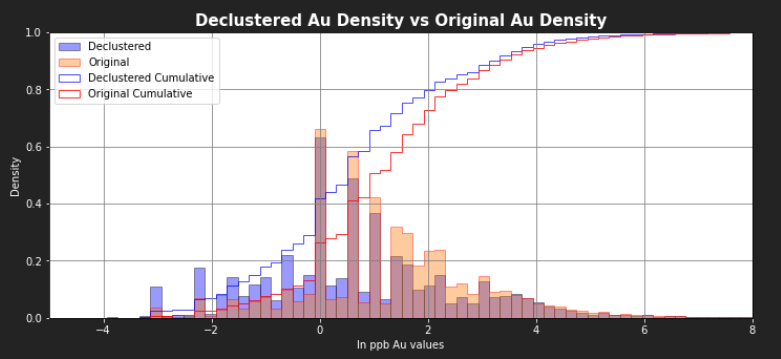 Declustered Au Density vs Original Au Density
Declustered
Original
Declustered Cumulative
Original Cumulative
1.0
0.8
0.6
0.4
0.2
0.0
Density
−4
−2
0
2
4
6
8
ln ppb Au values